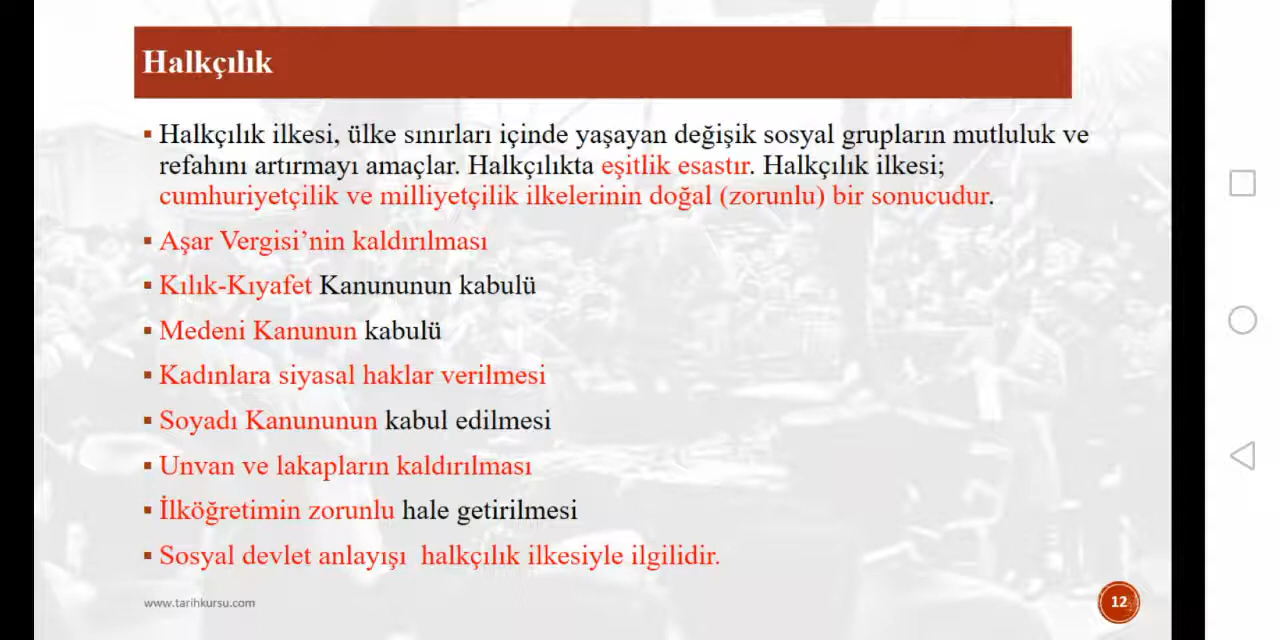 Halkçılık
Halkçılık ilkesi, ülke sınırları içinde yaşayan değişik sosyal grupların mutluluk ve
refahını artırmayı amaçlar. Halkçılıkta eşitlik esastır. Halkçılık ilkesi;
cumhuriyetçilik ve milliyetçilik ilkelerinin doğal (zorunlu) bir sonucudur.
Aşar Vergisi’nin kaldırılması
Kılık-Kıyafet Kanununun kabulü
Medeni Kanunun kabulü
Kadınlara siyasal haklar verilmesi
Soyadı Kanununun kabul edilmesi
Unvan ve lakapların kaldırılması
İlköğretimin zorunlu hale getirilmesi
Sosyal devlet anlayışı halkçılık ilkesiyle ilgilidir.
www.tarihkursu.com
12